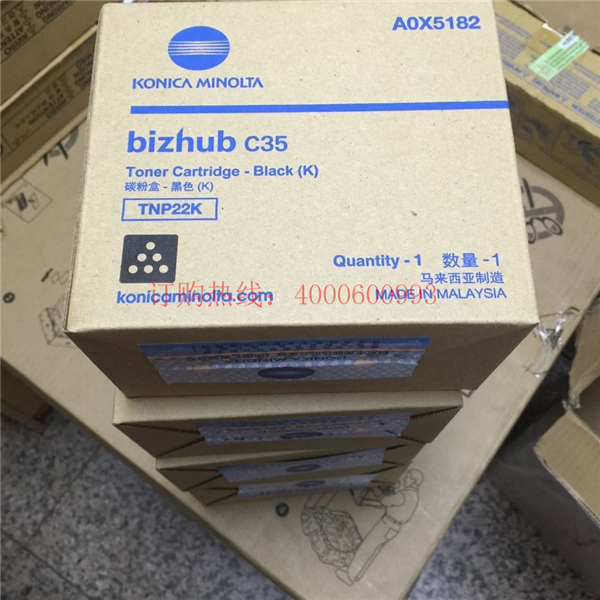 A0X5182
KONICA MINOLTA
bizhub C35
Toner Cartridge - Black (K)
碳粉盒 - 黑色 (K)
TNP22K
Quantity - 1 数量 - 1
马来西亚制造
konicaminolta.com
MADE IN MALAYSIA
订购热线：4000600993